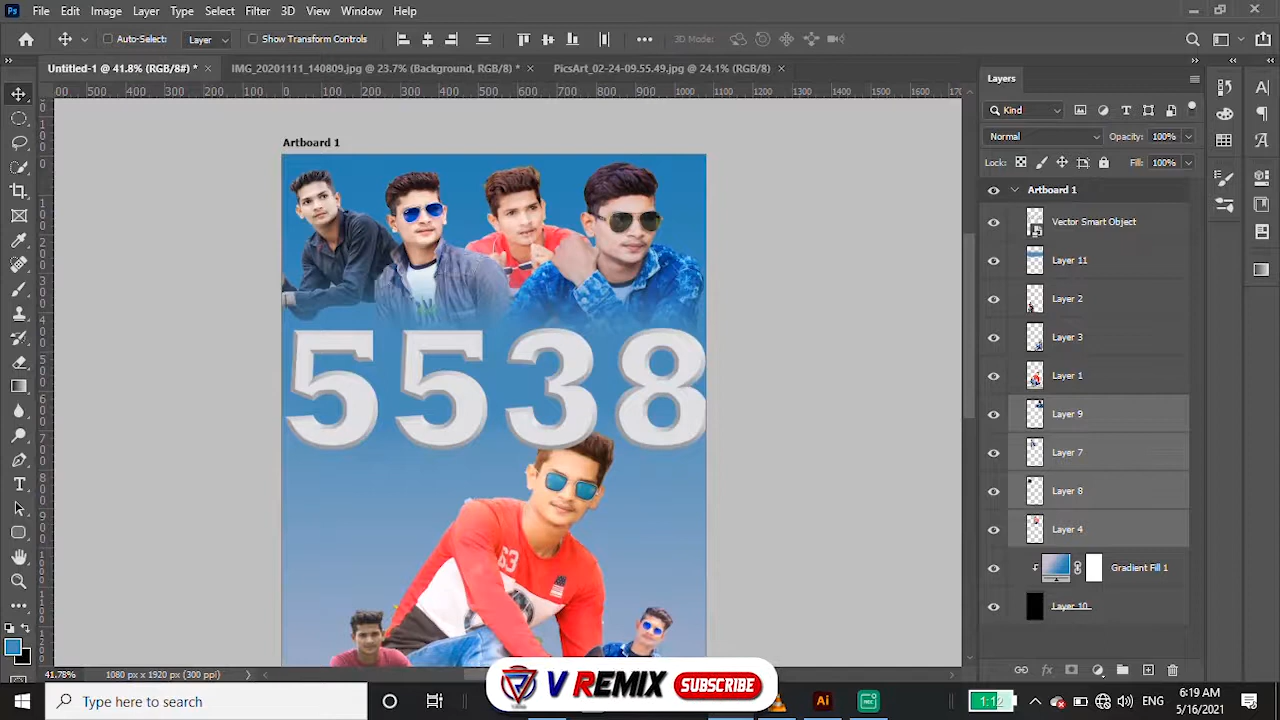 Ps File Edit Image Layer Type Select Filter 3D View Window Help
Auto-Select: Layer Show Transform Controls 3D Mode:
Untitled-1 @ 41.8% (RGB/8#) * × IMG_20201111_140809.jpg @ 23.7% (Background, RGB/8) * × PicsArt_02-24-09.55.49.jpg @ 24.1% (RGB/8) ×
Layers
Kind
Normal Opacity: 100%
Lock: Fill: 100%
Artboard 1
Vector Smart Object
Layer 11
Layer 2
Layer 3
Layer 1
Layer 9
Layer 7
Layer 8
Layer 4
Gradient Fill 1
Layer 10
Artboard 1
5538
63
41.78% 1080 px x 1920 px (300 ppi)
V REMIX SUBSCRIBE
Type here to search
Ai
1:12
ENG
6:19 AM
5/16/2021